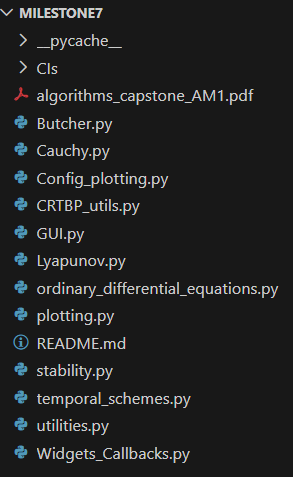 MILESTONE7
__pycache__
CIs
algorithms_capstone_AM1.pdf
Butcher.py
Cauchy.py
Config_plotting.py
CRTBP_utils.py
GUI.py
Lyapunov.py
ordinary_differential_equations.py
plotting.py
README.md
stability.py
temporal_schemes.py
utilities.py
Widgets_Callbacks.py